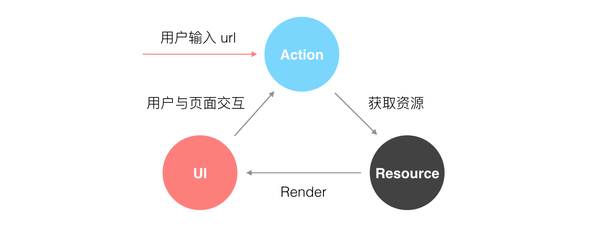 用户输入 url
Action
用户与页面交互
获取资源
UI
Resource
Render